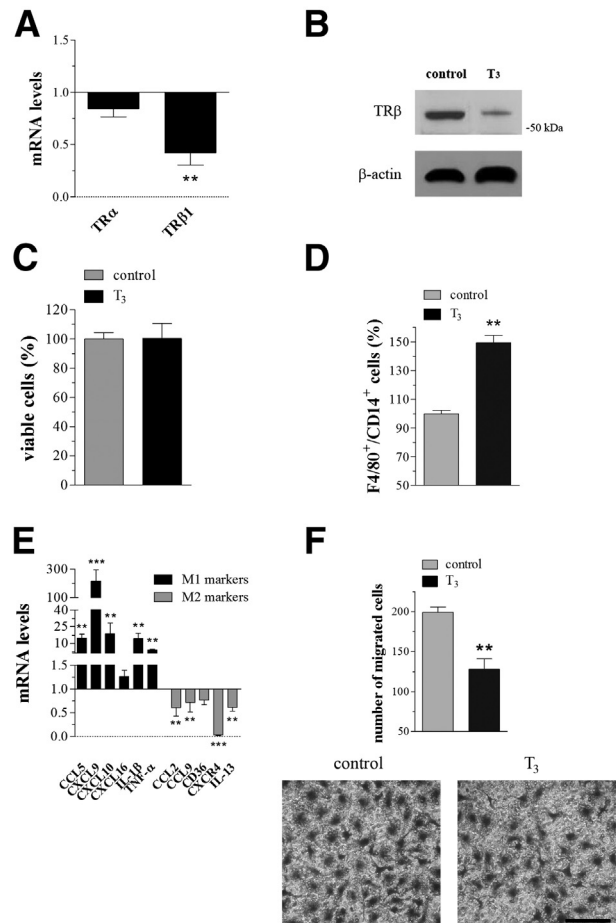 A
1.5
1.0
0.5
0.0
mRNA levels
**
TRα
TRβ1
B
control
T3
TRβ
-50 kDa
β-actin
C
control
T3
120
100
80
60
40
20
0
viable cells (%)
D
control
T3
**
150
130
110
90
70
50
F4/80+/CD14+ cells (%)
E
M1 markers
M2 markers
300
100
40
25
10
1.0
0.5
0.0
mRNA levels
**
***
**
**
**
**
**
***
**
CCL5
CXCL9
CXCL10
CXCL16
IL-1β
TNF-α
CCL2
CCL9
CD36
CXCR4
IL-13
F
control
T3
200
150
100
50
number of migrated cells
**
control
T3